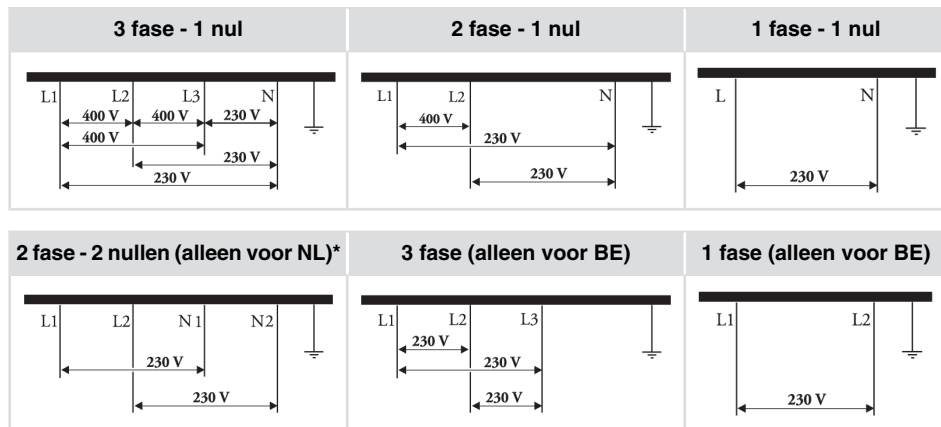 3 fase - 1 nul
2 fase - 1 nul
1 fase - 1 nul
L1 L2 L3 N
400 V 400 V 230 V
400 V
230 V
230 V
L1 L2 N
400 V
230 V
230 V
L N
230 V
2 fase - 2 nullen (alleen voor NL)*
3 fase (alleen voor BE)
1 fase (alleen voor BE)
L1 L2 N1 N2
230 V
230 V
L1 L2 L3
230 V
230 V
230 V
L1 L2
230 V